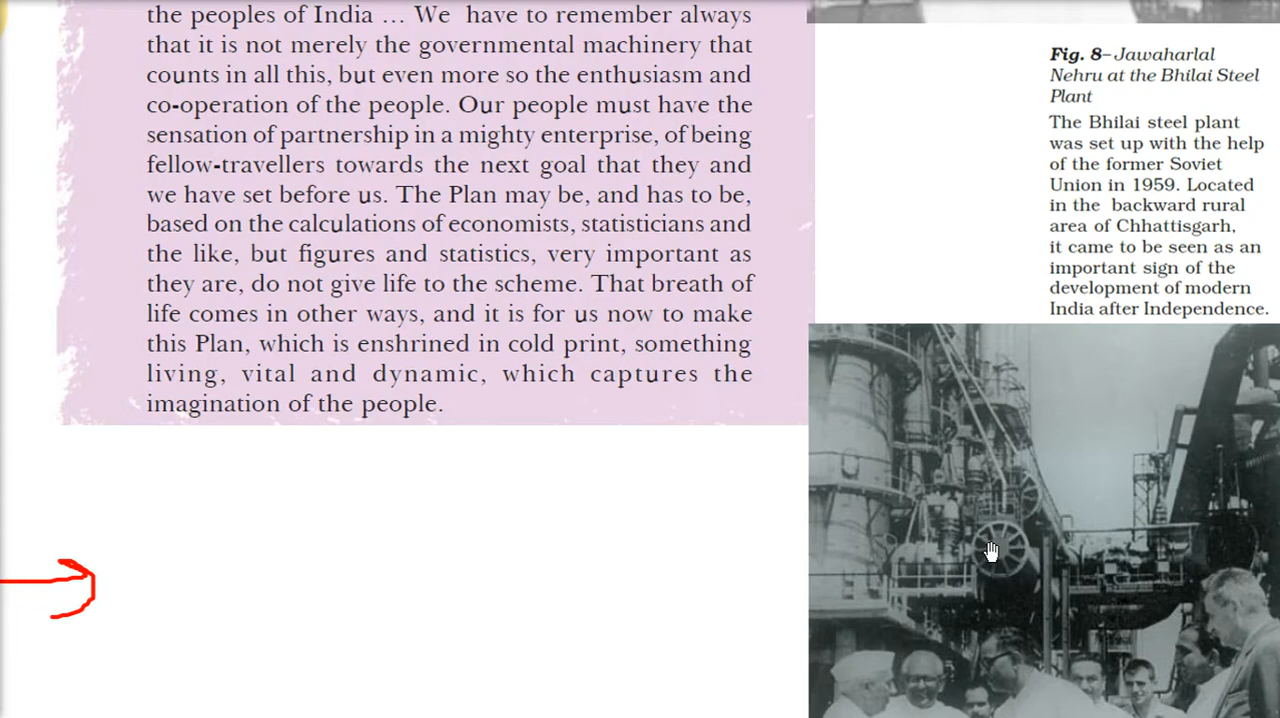 the peoples of India ... We have to remember always
that it is not merely the governmental machinery that
counts in all this, but even more so the enthusiasm and
co-operation of the people. Our people must have the
sensation of partnership in a mighty enterprise, of being
fellow-travellers towards the next goal that they and
we have set before us. The Plan may be, and has to be,
based on the calculations of economists, statisticians and
the like, but figures and statistics, very important as
they are, do not give life to the scheme. That breath of
life comes in other ways, and it is for us now to make
this Plan, which is enshrined in cold print, something
living, vital and dynamic, which captures the
imagination of the people.
Fig. 8–Jawaharlal
Nehru at the Bhilai Steel
Plant
The Bhilai steel plant
was set up with the help
of the former Soviet
Union in 1959. Located
in the backward rural
area of Chhattisgarh,
it came to be seen as an
important sign of the
development of modern
India after Independence.